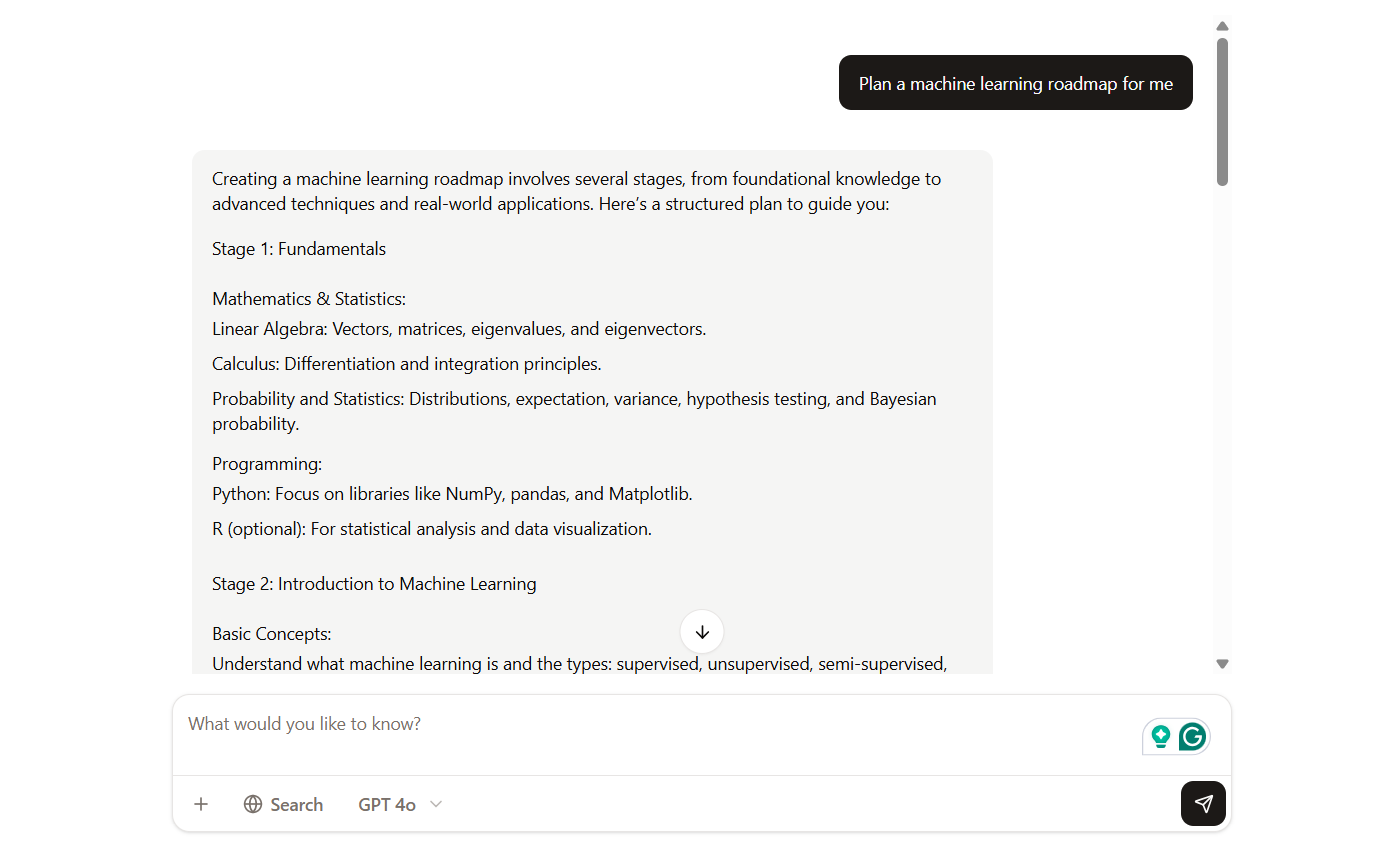 Plan a machine learning roadmap for me
Creating a machine learning roadmap involves several stages, from foundational knowledge to
advanced techniques and real-world applications. Here’s a structured plan to guide you:
Stage 1: Fundamentals
Mathematics & Statistics:
Linear Algebra: Vectors, matrices, eigenvalues, and eigenvectors.
Calculus: Differentiation and integration principles.
Probability and Statistics: Distributions, expectation, variance, hypothesis testing, and Bayesian
probability.
Programming:
Python: Focus on libraries like NumPy, pandas, and Matplotlib.
R (optional): For statistical analysis and data visualization.
Stage 2: Introduction to Machine Learning
Basic Concepts:
Understand what machine learning is and the types: supervised, unsupervised, semi-supervised,
What would you like to know?
Search
GPT 4o